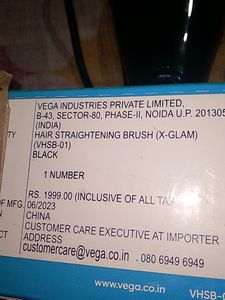 VEGA INDUSTRIES PRIVATE LIMITED,
B-43, SECTOR-80, PHASE-II, NOIDA U.P. 201305
(INDIA)
TY HAIR STRAIGHTENING BRUSH (X-GLAM)
(VHSB-01)
BLACK
1 NUMBER
RS. 1999.00 (INCLUSIVE OF ALL TA
OF MFG. 06/2023
IN CHINA
CT CUSTOMER CARE EXECUTIVE AT IMPORTER
ADDRESS
customercare@vega.co.in . 080 6949 6949
www.vega.co.in VHSB-0